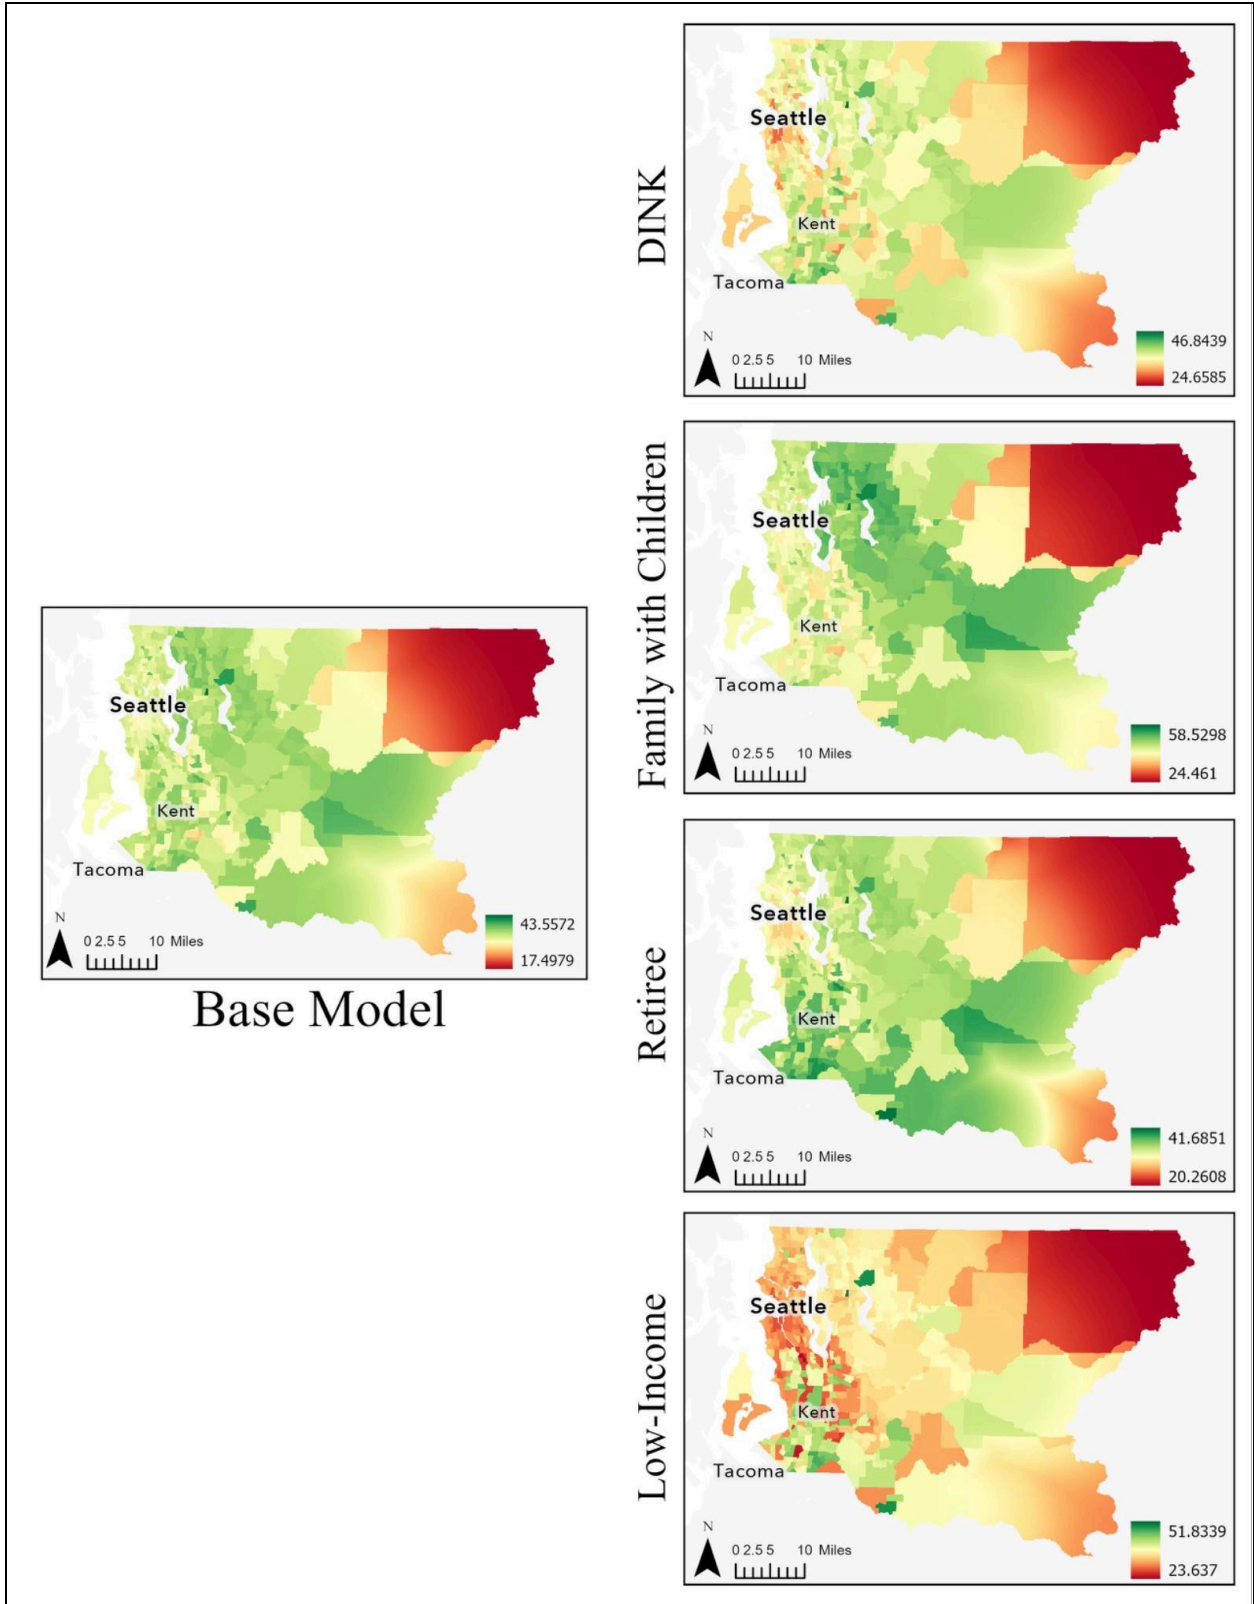 Seattle
Kent
Tacoma
N
0 2.5 5 10 Miles
43.5572
17.4979
Base Model
DINK
Seattle
Kent
Tacoma
N
0 2.5 5 10 Miles
46.8439
24.6585
Family with Children
Seattle
Kent
Tacoma
N
0 2.5 5 10 Miles
58.5298
24.461
Retiree
Seattle
Kent
Tacoma
N
0 2.5 5 10 Miles
41.6851
20.2608
Low-Income
Seattle
Kent
Tacoma
N
0 2.5 5 10 Miles
51.8339
23.637